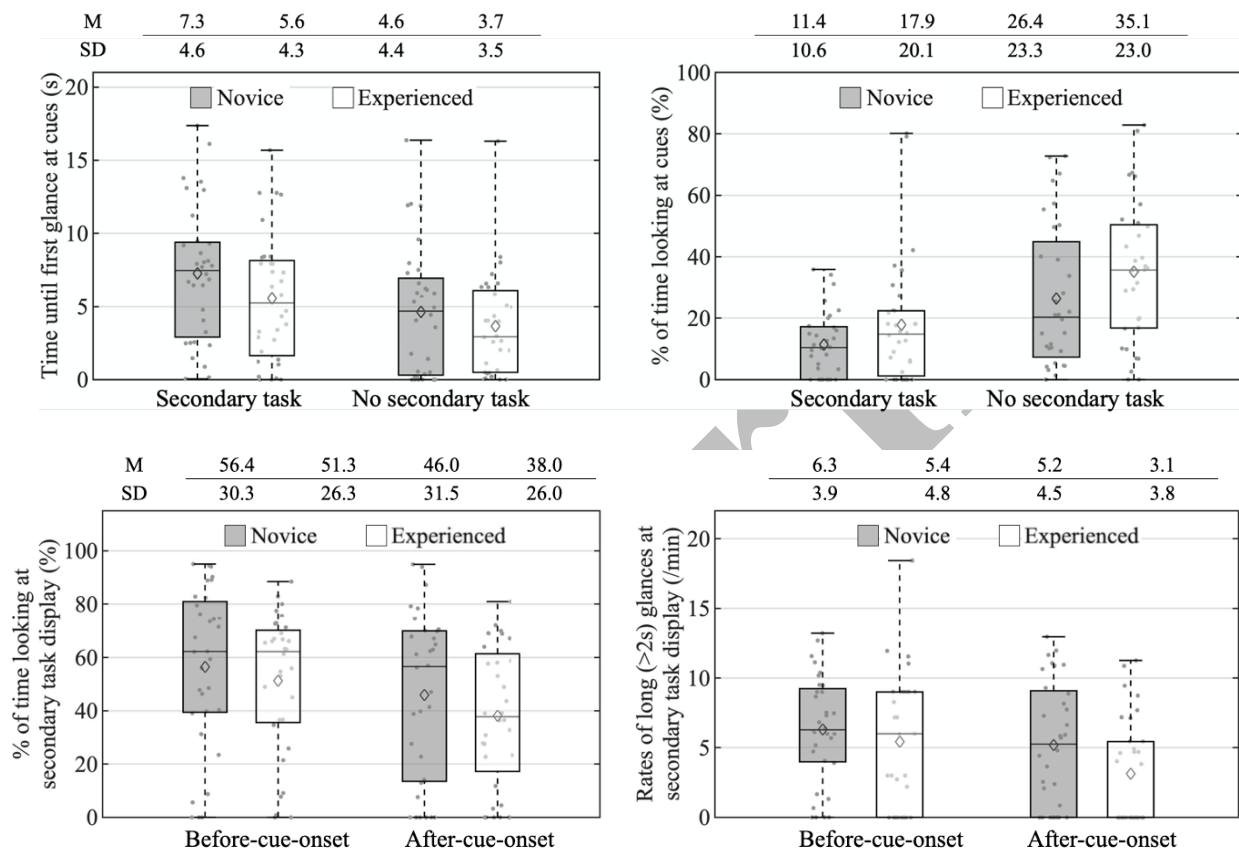 M 7.3 5.6 4.6 3.7
SD 4.6 4.3 4.4 3.5
Time until first glance at cues (s)
20
15
10
5
0
Novice Experienced
Secondary task No secondary task
11.4 17.9 26.4 35.1
10.6 20.1 23.3 23.0
% of time looking at cues (%)
100
80
60
40
20
0
Novice Experienced
Secondary task No secondary task
M 56.4 51.3 46.0 38.0
SD 30.3 26.3 31.5 26.0
% of time looking at
secondary task display (%)
100
80
60
40
20
0
Novice Experienced
Before-cue-onset After-cue-onset
6.3 5.4 5.2 3.1
3.9 4.8 4.5 3.8
Rates of long (>2s) glances at
secondary task display (/min)
20
15
10
5
0
Novice Experienced
Before-cue-onset After-cue-onset